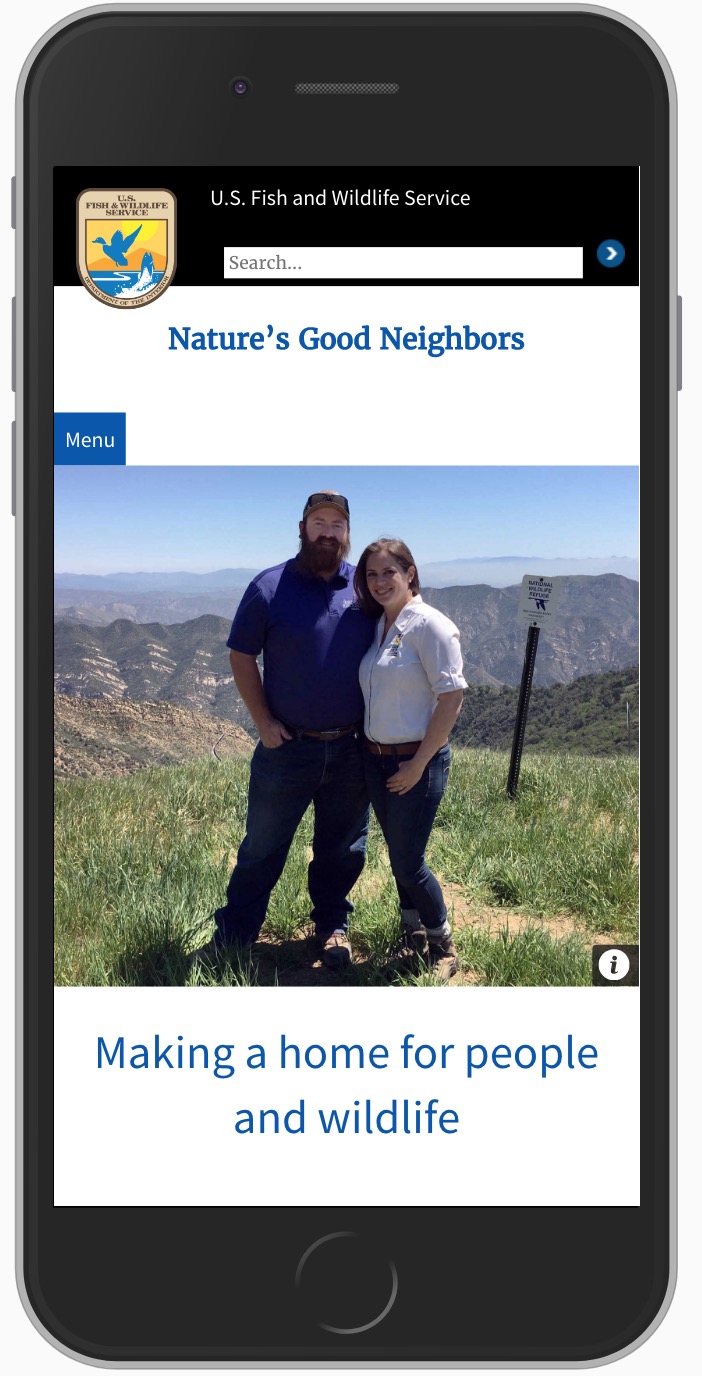 U.S.
FISH & WILDLIFE
SERVICE
DEPARTMENT OF THE INTERIOR
U.S. Fish and Wildlife Service
Search...
Nature’s Good Neighbors
Menu
NATIONAL
WILDLIFE
REFUGE
i
Making a home for people
and wildlife